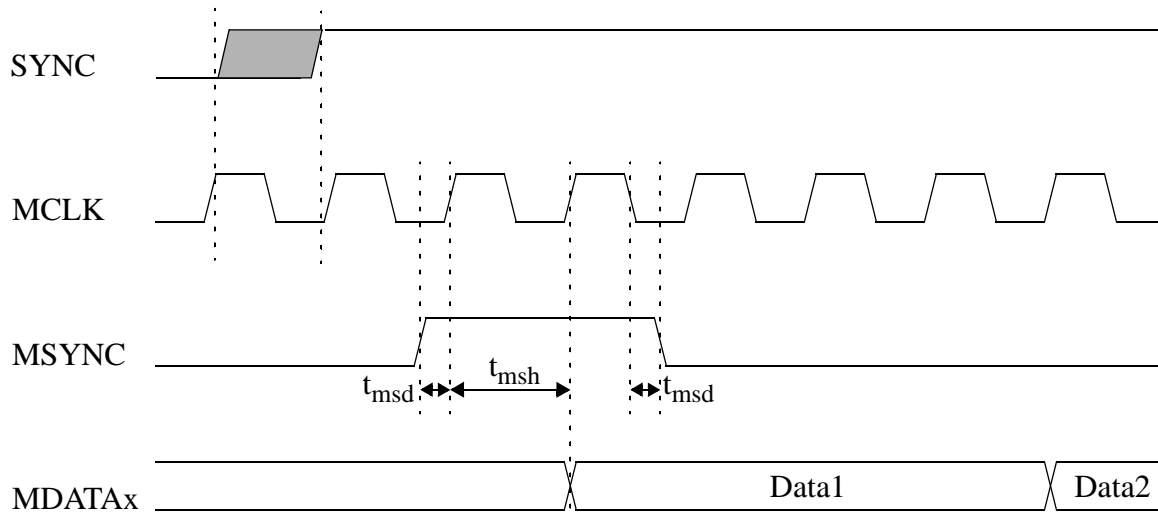 SYNC
MCLK
MSYNC
tmsd
tmsh
tmsd
MDATAx
Data1
Data2